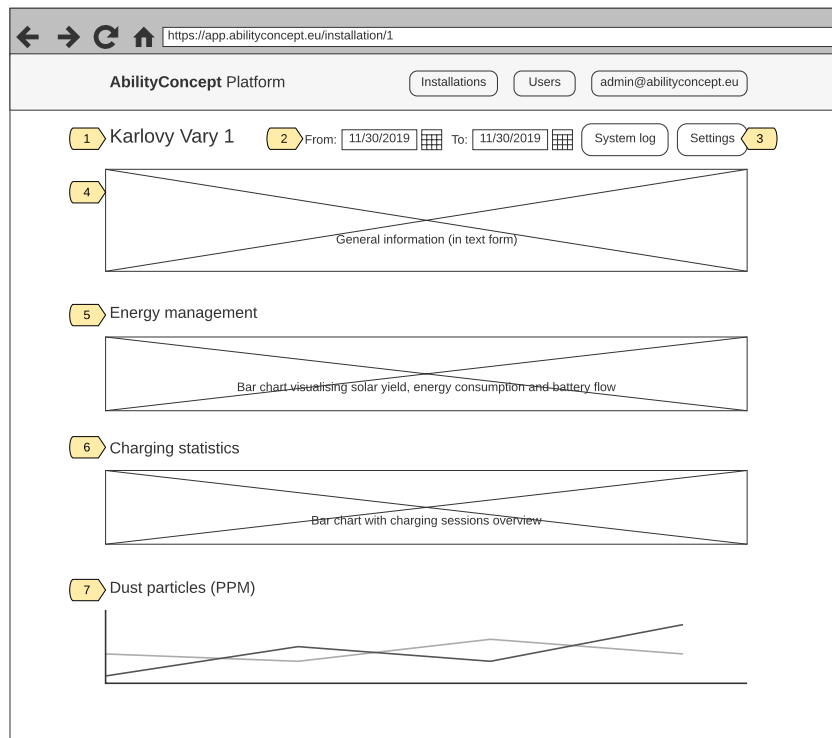 https://app.abilityconcept.eu/installation/1
AbilityConcept Platform Installations Users admin@abilityconcept.eu
1 Karlovy Vary 1 2 From: 11/30/2019 To: 11/30/2019 System log Settings 3
4
General information (in text form)
5 Energy management
Bar chart visualising solar yield, energy consumption and battery flow
6 Charging statistics
Bar chart with charging sessions overview
7 Dust particles (PPM)